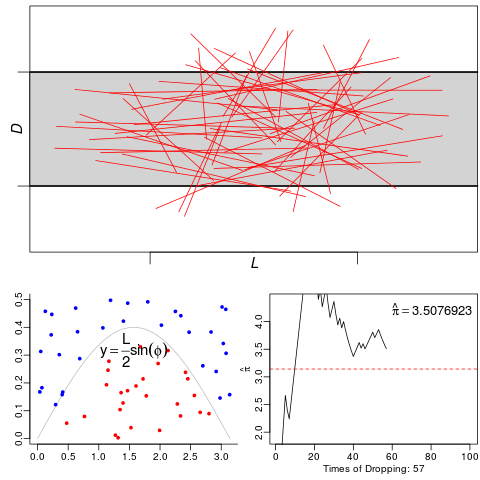 D
L
0.5
0.4
0.3
0.2
0.1
0.0
y = L/2 sin(ϕ)
0.0 0.5 1.0 1.5 2.0 2.5 3.0
π̂ = 3.5076923
4.0
3.5
3.0
2.5
2.0
π̂
0 20 40 60 80 100
Times of Dropping: 57